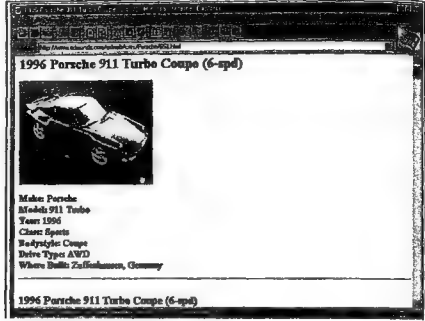 1996 Porsche 911 Turbo Coupe (6-spd)
Make: Porsche
Model: 911 Turbo
Year: 1996
Class: Sports
Bodystyle: Coupe
Drive Type: AWD
Where Built: Zuffenhausen, Germany
1996 Porsche 911 Turbo Coupe (6-spd)